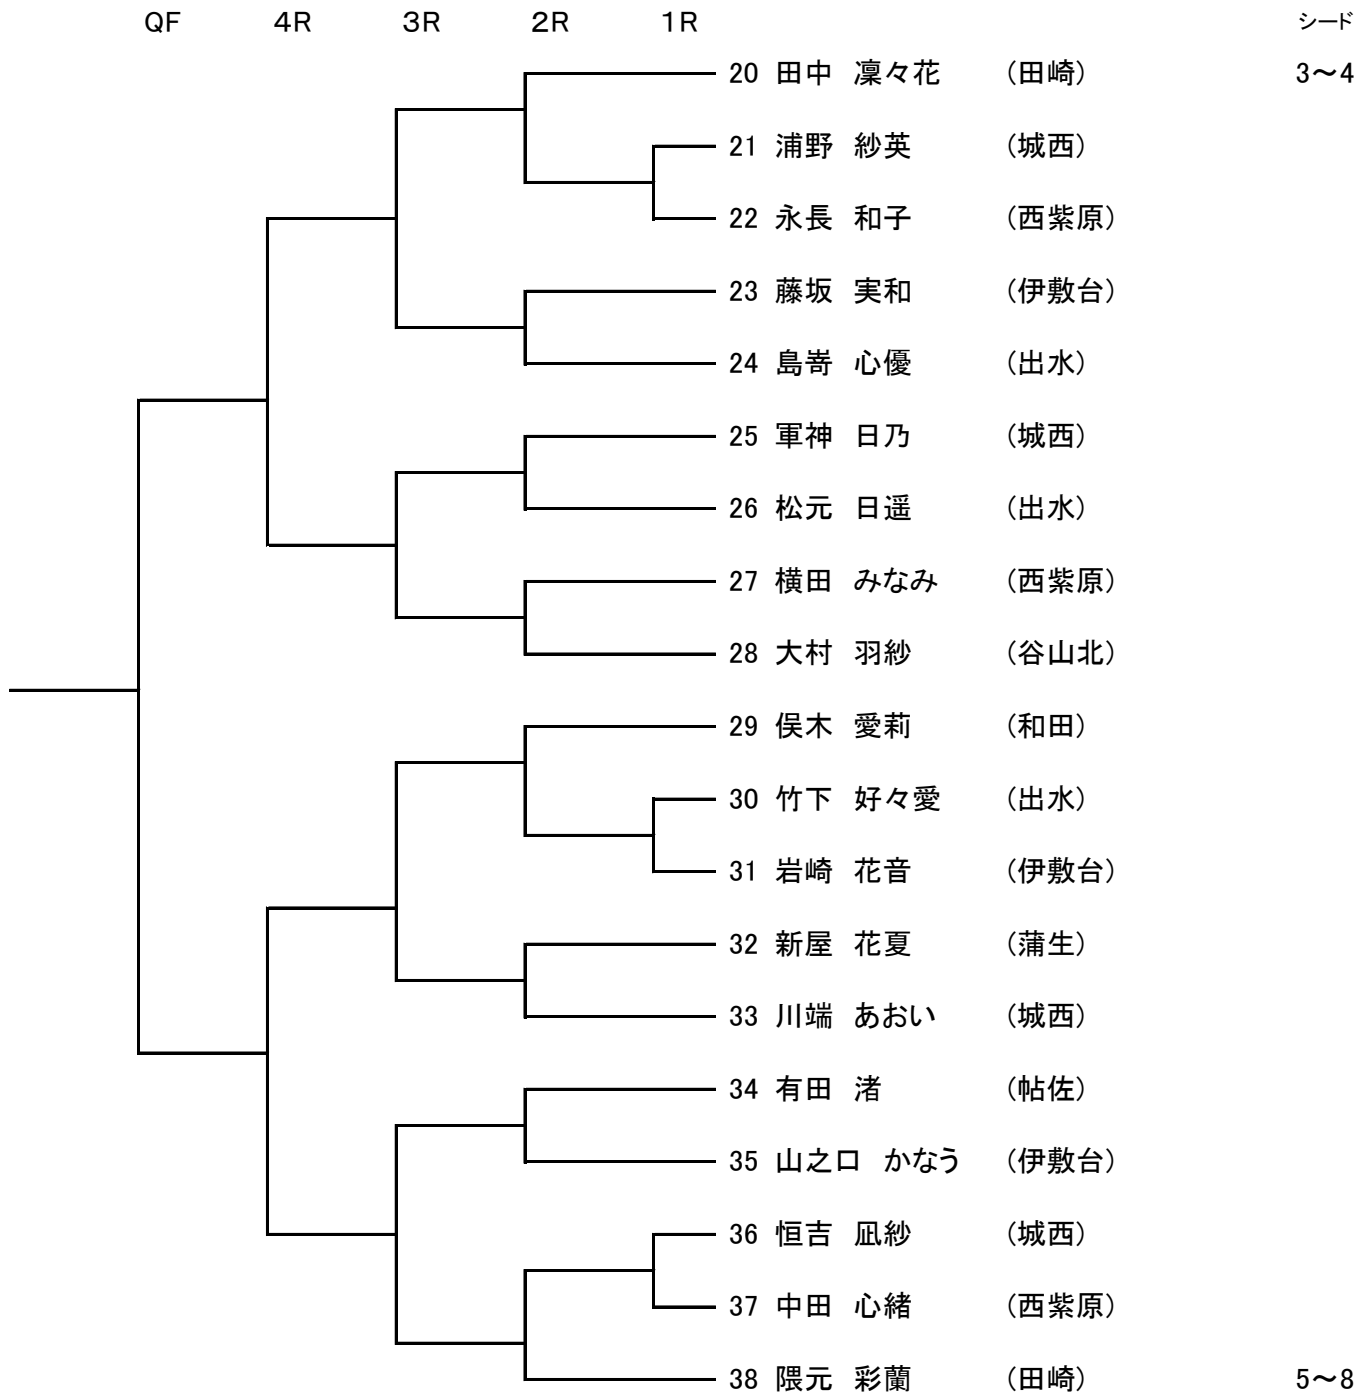 QF 4R 3R 2R 1R シード
20 田中 凜々花 （田崎） 3～4
21 浦野 紗英 （城西）
22 永長 和子 （西紫原）
23 藤坂 実和 （伊敷台）
24 島嵜 心優 （出水）
25 軍神 日乃 （城西）
26 松元 日遥 （出水）
27 横田 みなみ （西紫原）
28 大村 羽紗 （谷山北）
29 俣木 愛莉 （和田）
30 竹下 好々愛 （出水）
31 岩崎 花音 （伊敷台）
32 新屋 花夏 （蒲生）
33 川端 あおい （城西）
34 有田 渚 （帖佐）
35 山之口 かなう （伊敷台）
36 恒吉 凪紗 （城西）
37 中田 心緒 （西紫原）
38 隈元 彩蘭 （田崎） 5～8